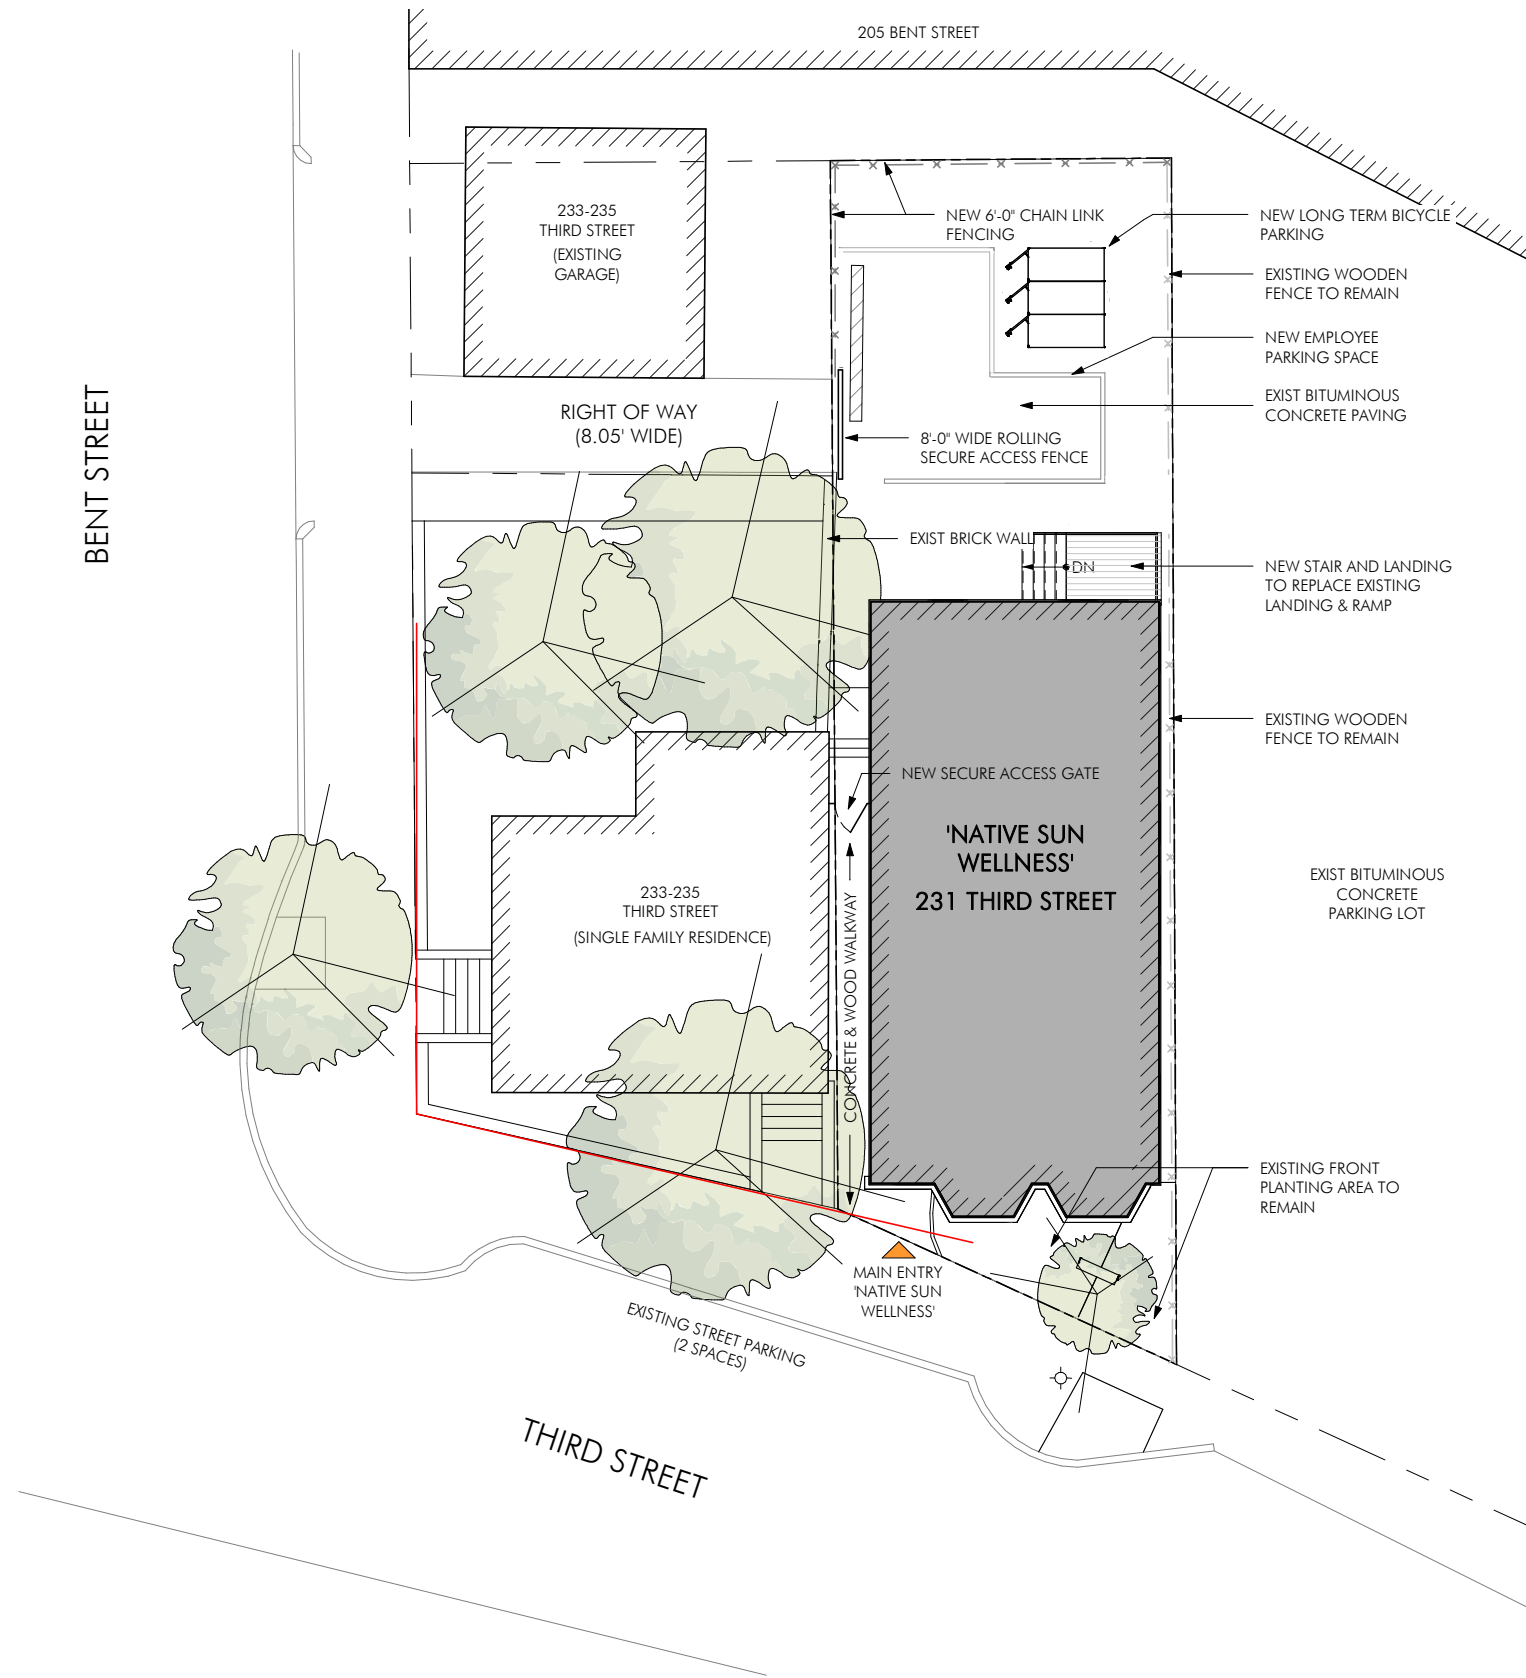 205 BENT STREET
233-235
THIRD STREET
(EXISTING
GARAGE)
NEW 6'-0" CHAIN LINK
FENCING
NEW LONG TERM BICYCLE
PARKING
EXISTING WOODEN
FENCE TO REMAIN
NEW EMPLOYEE
PARKING SPACE
EXIST BITUMINOUS
CONCRETE PAVING
BENT STREET
RIGHT OF WAY
(8.05' WIDE)
8'-0" WIDE ROLLING
SECURE ACCESS FENCE
EXIST BRICK WALL
DN
NEW STAIR AND LANDING
TO REPLACE EXISTING
LANDING & RAMP
EXISTING WOODEN
FENCE TO REMAIN
NEW SECURE ACCESS GATE
'NATIVE SUN
WELLNESS'
231 THIRD STREET
233-235
THIRD STREET
(SINGLE FAMILY RESIDENCE)
CONCRETE & WOOD WALKWAY
EXIST BITUMINOUS
CONCRETE
PARKING LOT
EXISTING FRONT
PLANTING AREA TO
REMAIN
MAIN ENTRY
'NATIVE SUN
WELLNESS'
EXISTING STREET PARKING
(2 SPACES)
THIRD STREET